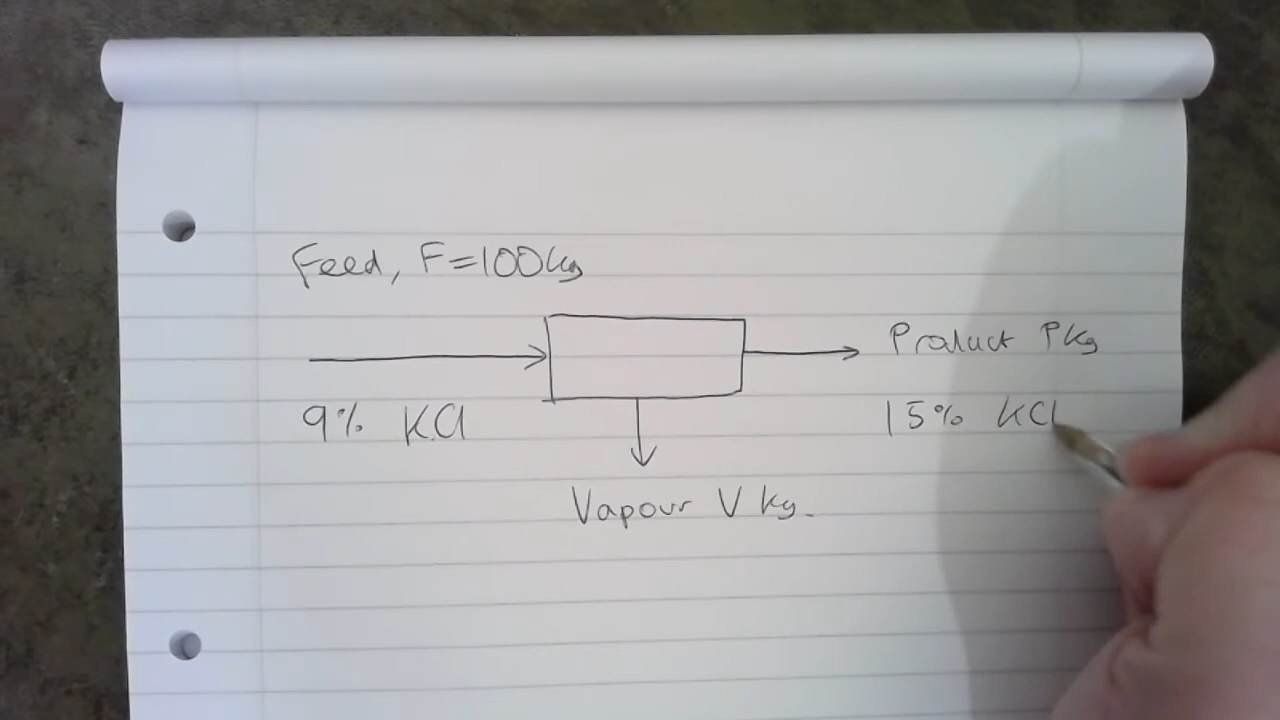 Feed, F=100kg
Product P kg
9% KCl
15% KCl
Vapour V kg.